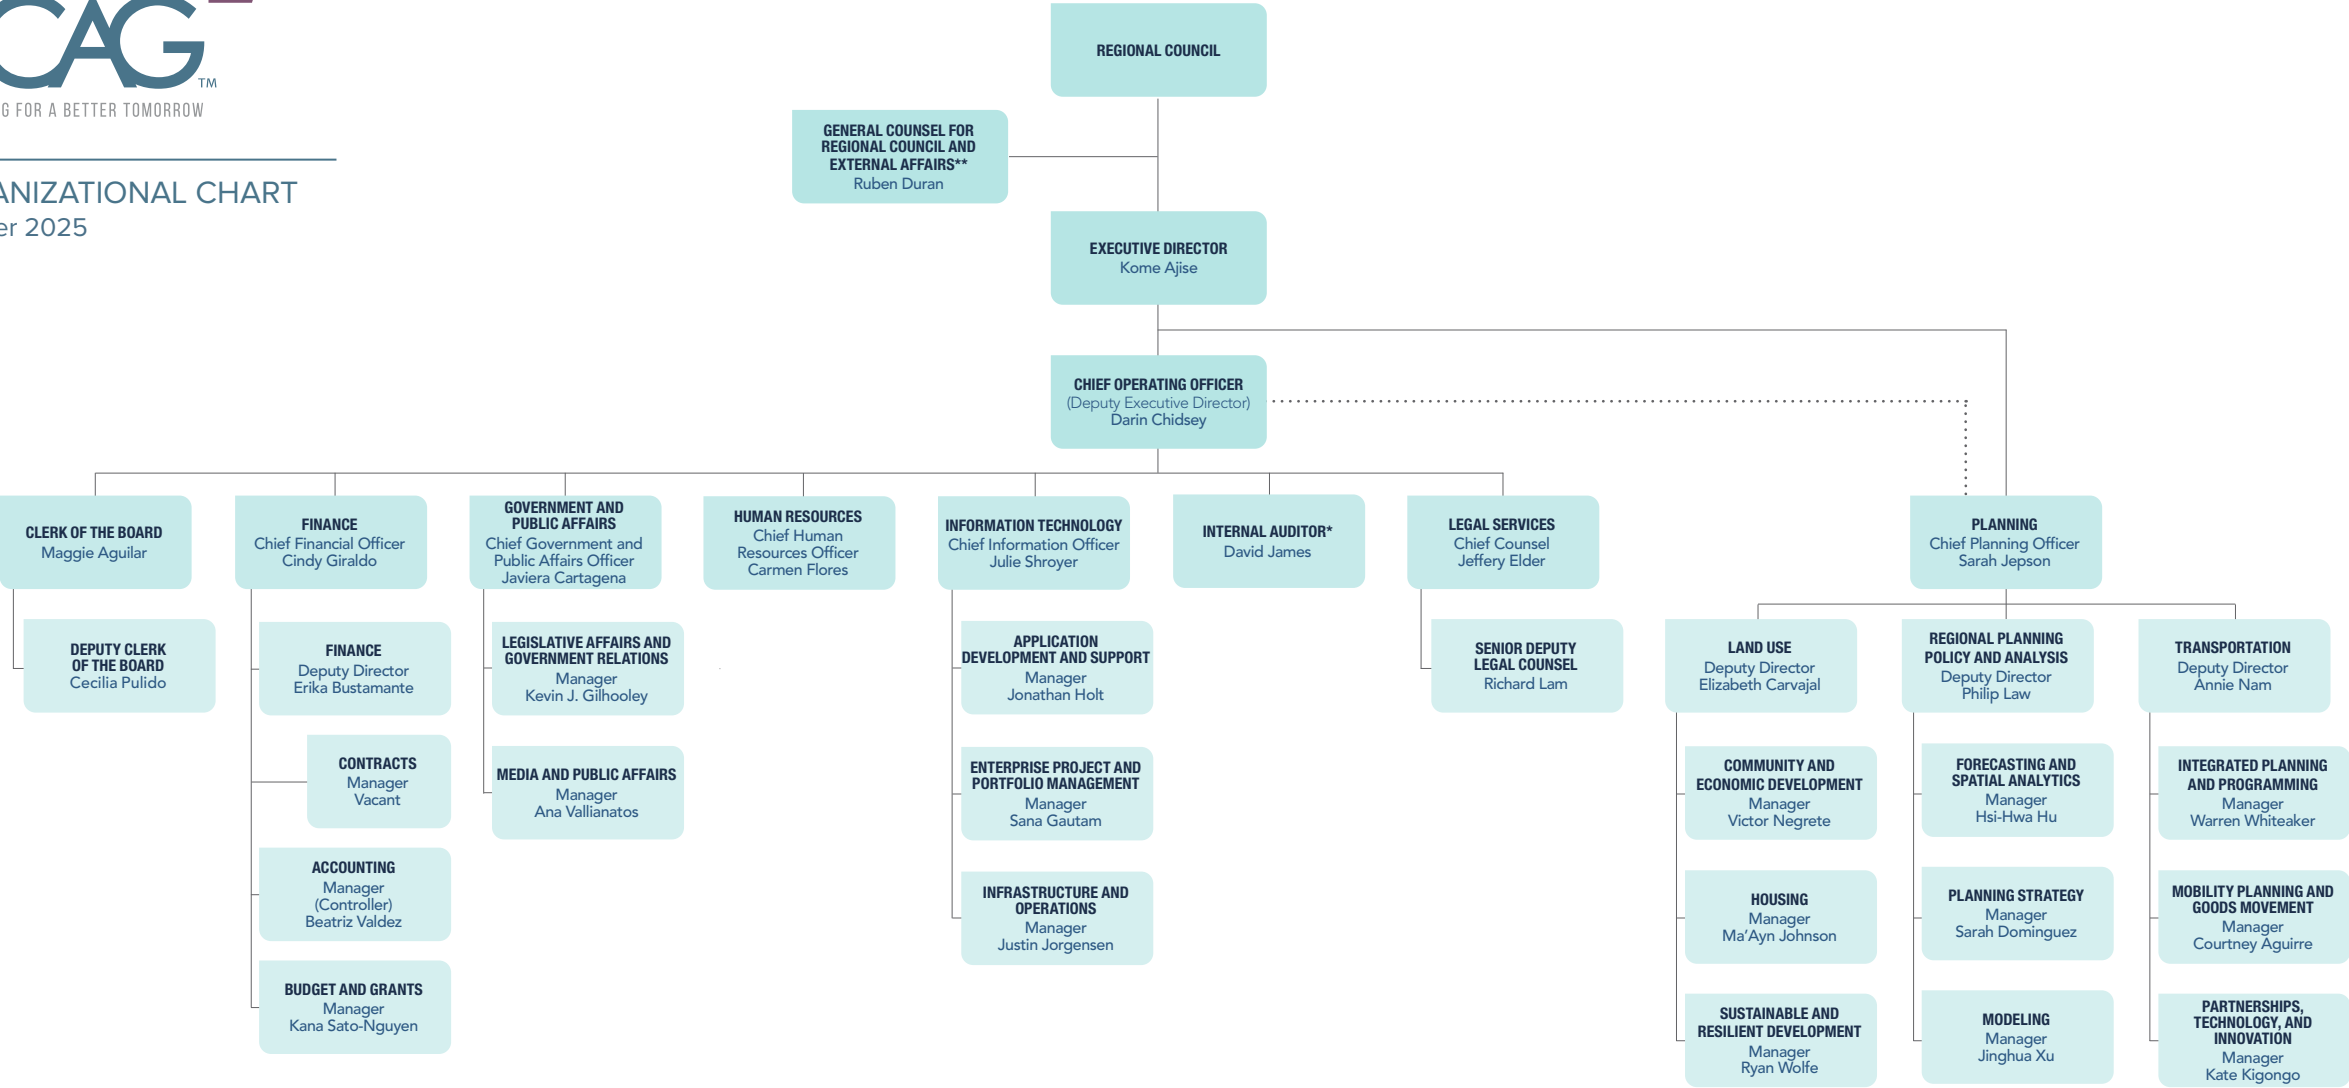 CAG™
G FOR A BETTER TOMORROW
ANIZATIONAL CHART
er 2025
REGIONAL COUNCIL
GENERAL COUNSEL FOR
REGIONAL COUNCIL AND
EXTERNAL AFFAIRS**
Ruben Duran
EXECUTIVE DIRECTOR
Kome Ajise
CHIEF OPERATING OFFICER
(Deputy Executive Director)
Darin Chidsey
CLERK OF THE BOARD
Maggie Aguilar
DEPUTY CLERK
OF THE BOARD
Cecilia Pulido
FINANCE
Chief Financial Officer
Cindy Giraldo
FINANCE
Deputy Director
Erika Bustamante
CONTRACTS
Manager
Vacant
ACCOUNTING
Manager
(Controller)
Beatriz Valdez
BUDGET AND GRANTS
Manager
Kana Sato-Nguyen
GOVERNMENT AND
PUBLIC AFFAIRS
Chief Government and
Public Affairs Officer
Javiera Cartagena
LEGISLATIVE AFFAIRS AND
GOVERNMENT RELATIONS
Manager
Kevin J. Gilhooley
MEDIA AND PUBLIC AFFAIRS
Manager
Ana Vallianatos
HUMAN RESOURCES
Chief Human
Resources Officer
Carmen Flores
INFORMATION TECHNOLOGY
Chief Information Officer
Julie Shroyer
APPLICATION
DEVELOPMENT AND SUPPORT
Manager
Jonathan Holt
ENTERPRISE PROJECT AND
PORTFOLIO MANAGEMENT
Manager
Sana Gautam
INFRASTRUCTURE AND
OPERATIONS
Manager
Justin Jorgensen
INTERNAL AUDITOR*
David James
LEGAL SERVICES
Chief Counsel
Jeffery Elder
SENIOR DEPUTY
LEGAL COUNSEL
Richard Lam
PLANNING
Chief Planning Officer
Sarah Jepson
LAND USE
Deputy Director
Elizabeth Carvajal
COMMUNITY AND
ECONOMIC DEVELOPMENT
Manager
Victor Negrete
HOUSING
Manager
Ma’Ayn Johnson
SUSTAINABLE AND
RESILIENT DEVELOPMENT
Manager
Ryan Wolfe
REGIONAL PLANNING
POLICY AND ANALYSIS
Deputy Director
Philip Law
FORECASTING AND
SPATIAL ANALYTICS
Manager
Hsi-Hwa Hu
PLANNING STRATEGY
Manager
Sarah Dominguez
MODELING
Manager
Jinghua Xu
TRANSPORTATION
Deputy Director
Annie Nam
INTEGRATED PLANNING
AND PROGRAMMING
Manager
Warren Whiteaker
MOBILITY PLANNING AND
GOODS MOVEMENT
Manager
Courtney Aguirre
PARTNERSHIPS,
TECHNOLOGY, AND
INNOVATION
Manager
Kate Kigongo